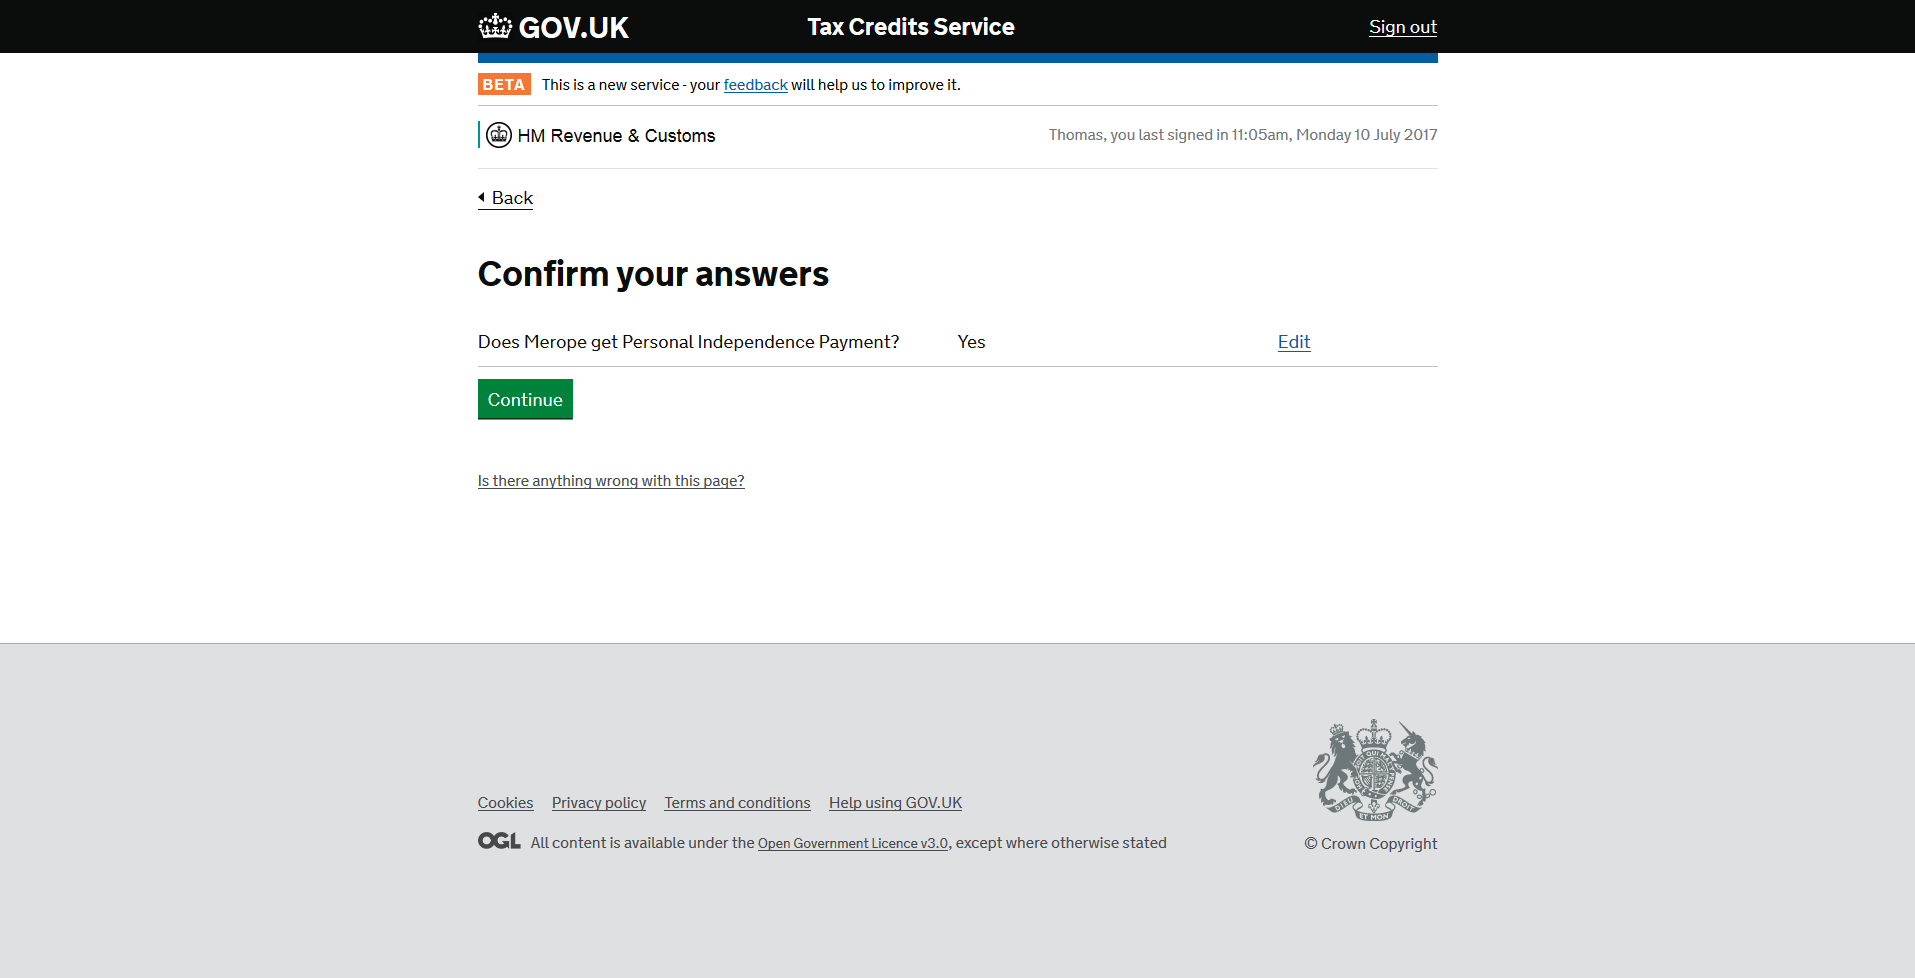 GOV.UK Tax Credits Service Sign out
BETA This is a new service - your feedback will help us to improve it.
HM Revenue & Customs Thomas, you last signed in 11:05am, Monday 10 July 2017
Back
Confirm your answers
Does Merope get Personal Independence Payment? Yes Edit
Continue
Is there anything wrong with this page?
Cookies Privacy policy Terms and conditions Help using GOV.UK
OGL All content is available under the Open Government Licence v3.0, except where otherwise stated
DIEU ET MON DROIT
© Crown Copyright